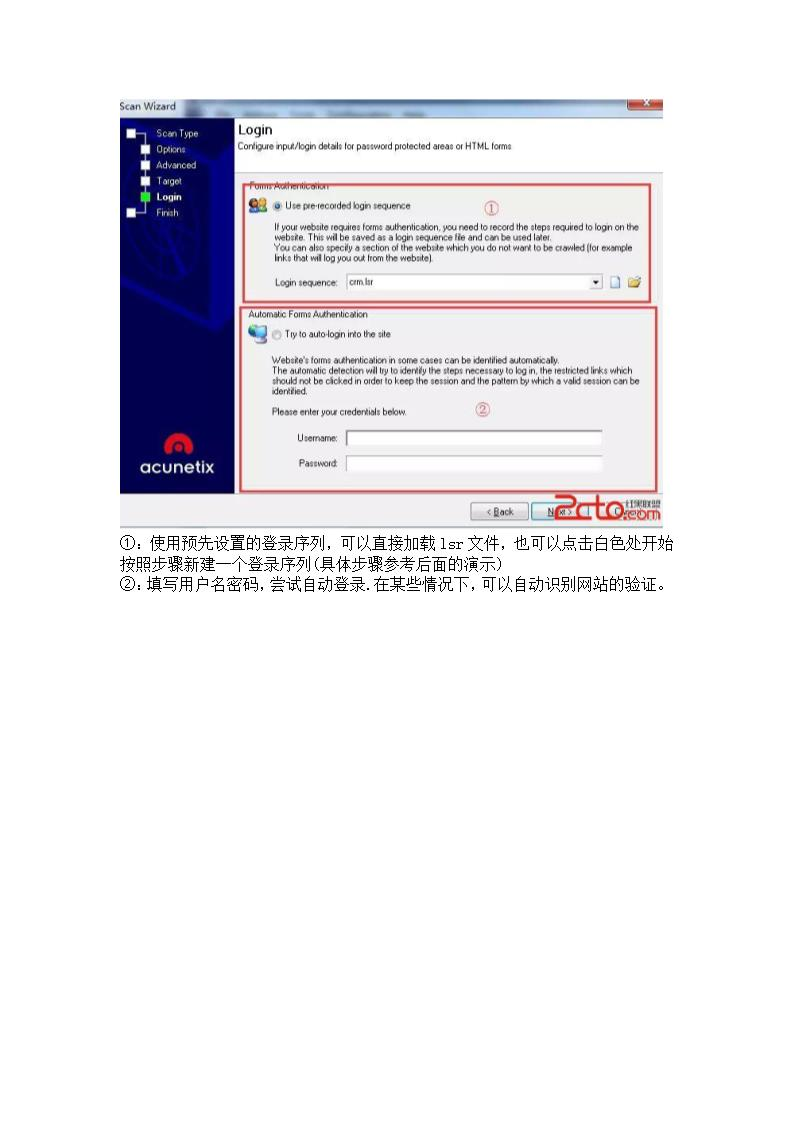 Scan Wizard
Scan Type
Options
Advanced
Target
Login
Finish
Login
Configure input/login details for password protected areas or HTML forms
Forms Authentication
Use pre-recorded login sequence
①
If your website requires forms authentication, you need to record the steps required to login on the
website. This will be saved as a login sequence file and can be used later.
You can also specify a section of the website which you do not want to be crawled (for example
links that will log you out from the website).
Login sequence: crm.lsr
Automatic Forms Authentication
Try to auto-login into the site
Website's forms authentication in some cases can be identified automatically.
The automatic detection will try to identify the steps necessary to log in, the restricted links which
should not be clicked in order to keep the session and the pattern by which a valid session can be
identified.
Please enter your credentials below.
②
Username:
Password:
acunetix
< Back
2cto.com
红黑联盟
①：使用预先设置的登录序列，可以直接加载 lsr 文件，也可以点击白色处开始
按照步骤新建一个登录序列(具体步骤参考后面的演示)
②：填写用户名密码，尝试自动登录.在某些情况下，可以自动识别网站的验证。